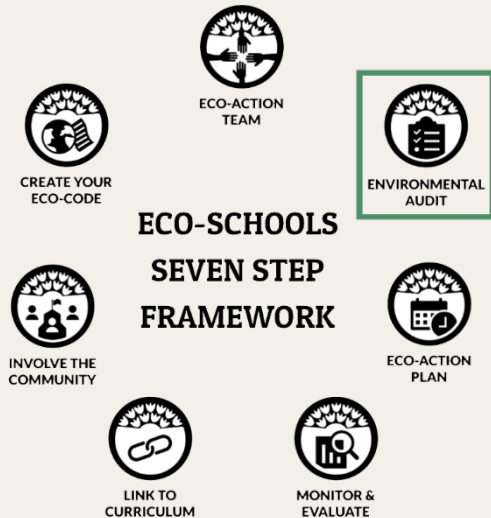 ECO-ACTION
TEAM
ENVIRONMENTAL
AUDIT
ECO-ACTION
PLAN
MONITOR &
EVALUATE
LINK TO
CURRICULUM
INVOLVE THE
COMMUNITY
CREATE YOUR
ECO-CODE
ECO-SCHOOLS
SEVEN STEP
FRAMEWORK